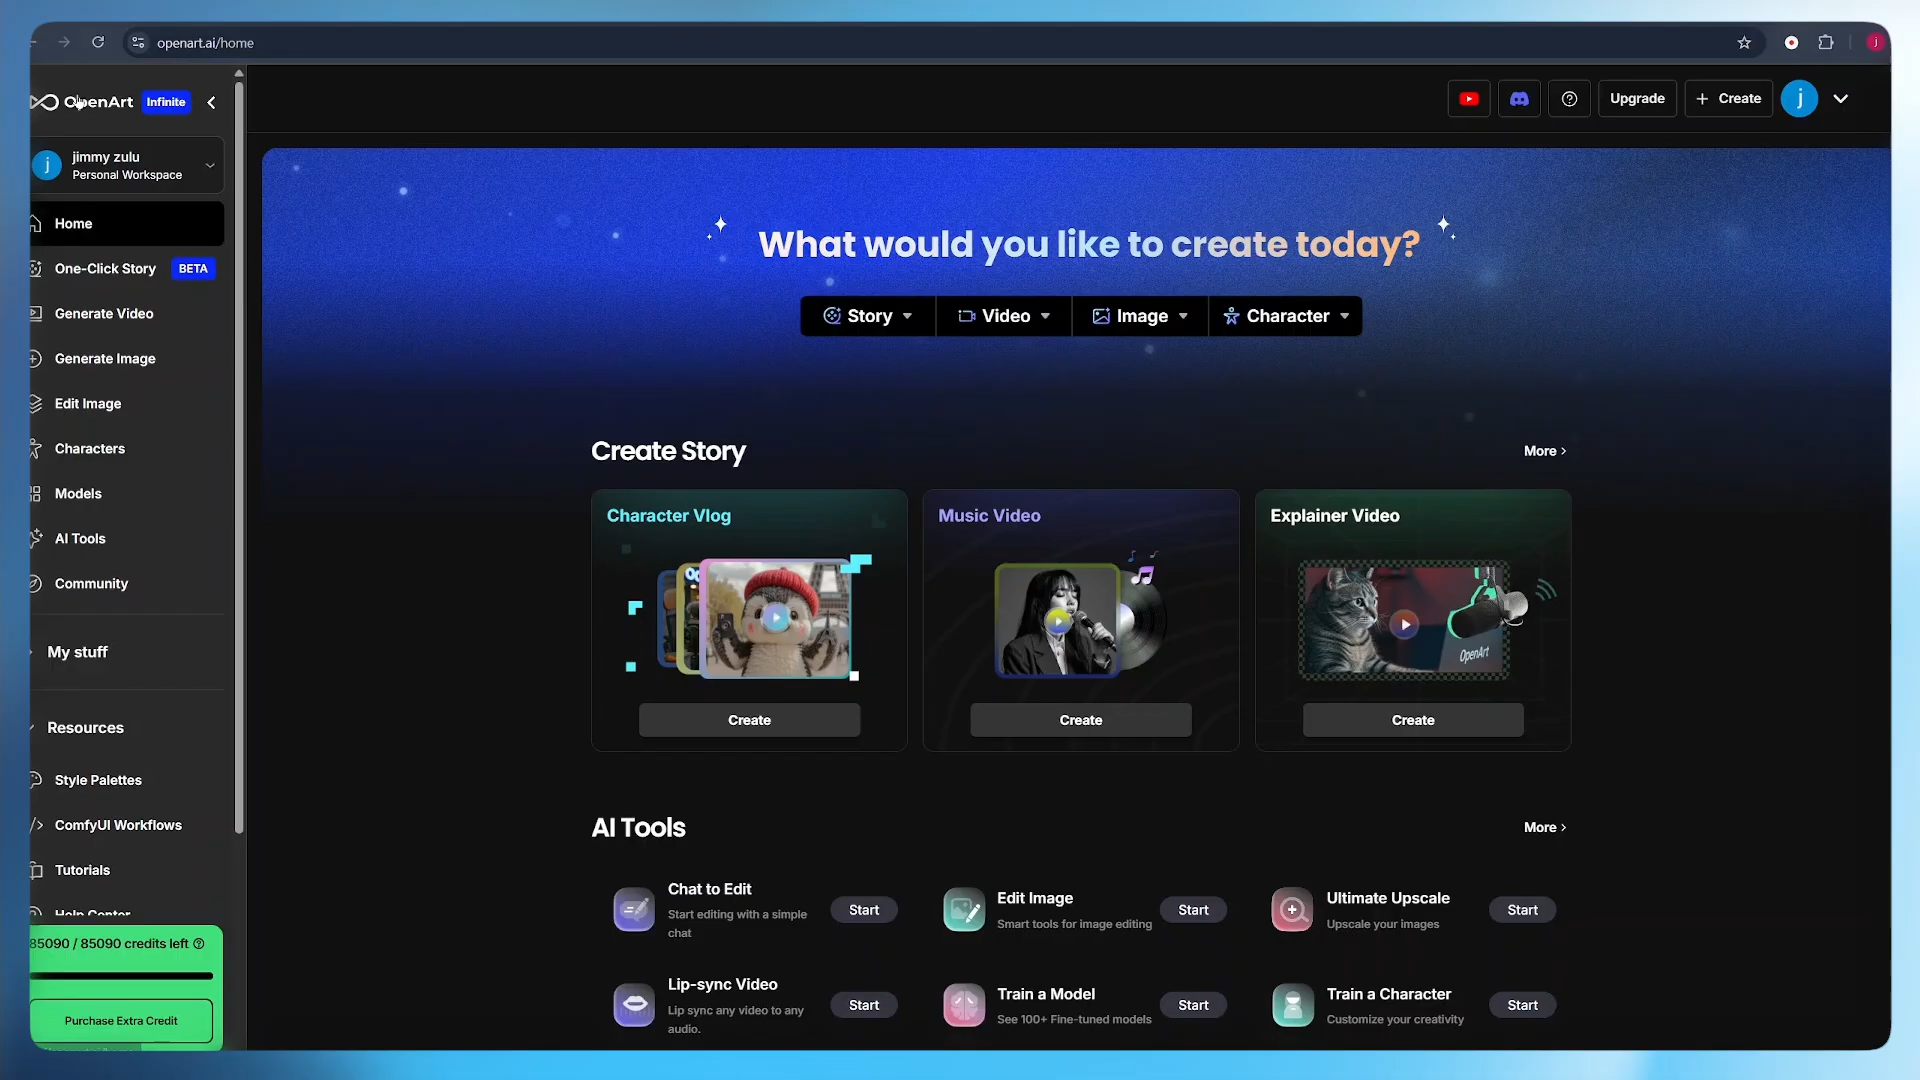 openart.ai/home
j
OpenArt
Infinite
Upgrade
+ Create
j
j
jimmy zulu
Personal Workspace
Home
One-Click Story
BETA
Generate Video
Generate Image
Edit Image
Characters
Models
AI Tools
Community
My stuff
Resources
Style Palettes
ComfyUI Workflows
Tutorials
Help Center
85090 / 85090 credits left
Purchase Extra Credit
What would you like to create today?
Story
Video
Image
Character
Create Story
More >
Character Vlog
Create
Music Video
Create
Explainer Video
OpenArt
Create
AI Tools
More >
Chat to Edit
Start editing with a simple
chat
Start
Edit Image
Smart tools for image editing
Start
Ultimate Upscale
Upscale your images
Start
Lip-sync Video
Lip sync any video to any
audio.
Start
Train a Model
See 100+ Fine-tuned models
Start
Train a Character
Customize your creativity
Start